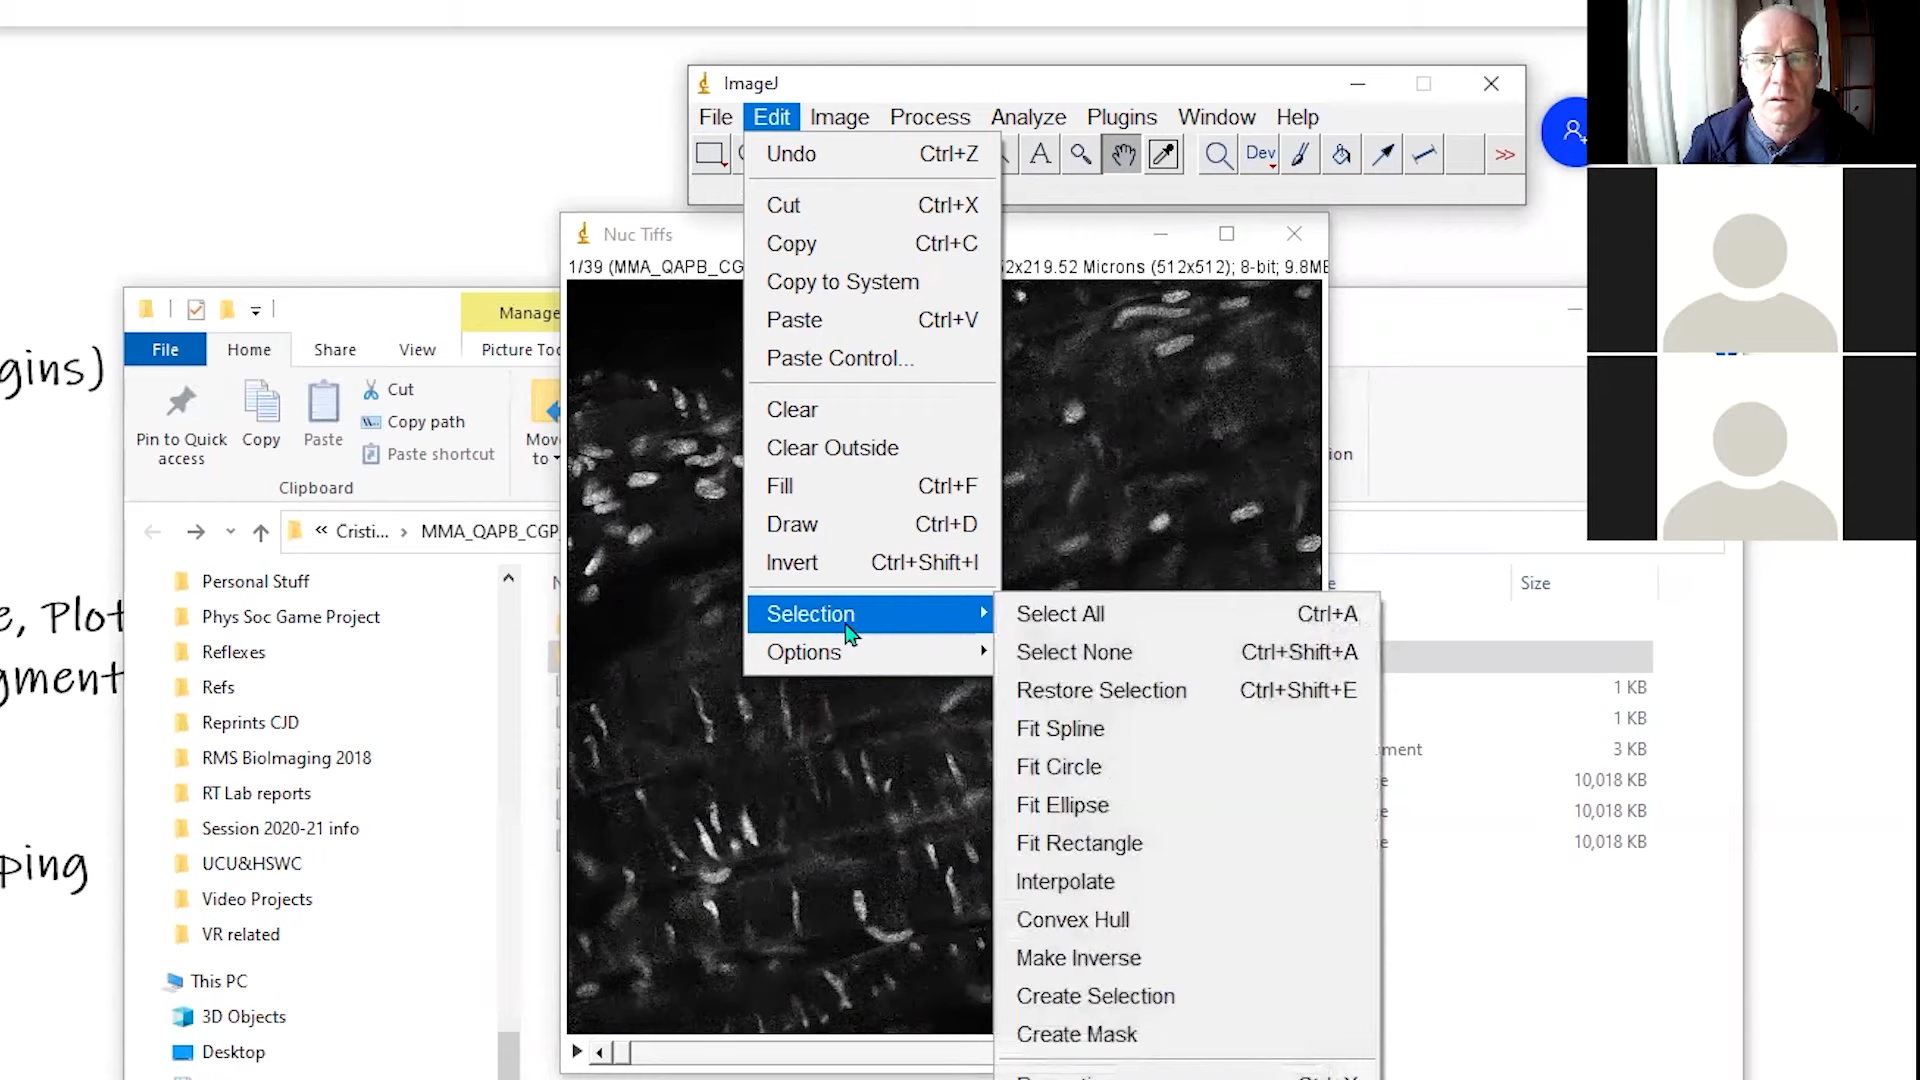 ImageJ
File Edit Image Process Analyze Plugins Window Help
A Dev >>
Undo Ctrl+Z
Cut Ctrl+X
Copy Ctrl+C
Copy to System
Paste Ctrl+V
Paste Control...
Clear
Clear Outside
Fill Ctrl+F
Draw Ctrl+D
Invert Ctrl+Shift+I
Selection
Options
Select All Ctrl+A
Select None Ctrl+Shift+A
Restore Selection Ctrl+Shift+E
Fit Spline
Fit Circle
Fit Ellipse
Fit Rectangle
Interpolate
Convex Hull
Make Inverse
Create Selection
Create Mask
Nuc Tiffs
1/39 (MMA_QAPB_CG 2x219.52 Microns (512x512); 8-bit; 9.8MB
Manage
File Home Share View Picture Too
Pin to Quick access
Copy
Paste
Cut
Copy path
Paste shortcut
Move to
Clipboard
ion
« Cristi... › MMA_QAPB_CGP
Personal Stuff
Phys Soc Game Project
Reflexes
Refs
Reprints CJD
RMS BioImaging 2018
RT Lab reports
Session 2020-21 info
UCU&HSWC
Video Projects
VR related
This PC
3D Objects
Desktop
e Size
1 KB
1 KB
ment 3 KB
e 10,018 KB
e 10,018 KB
e 10,018 KB
gins)
e, Plot
gment
ping